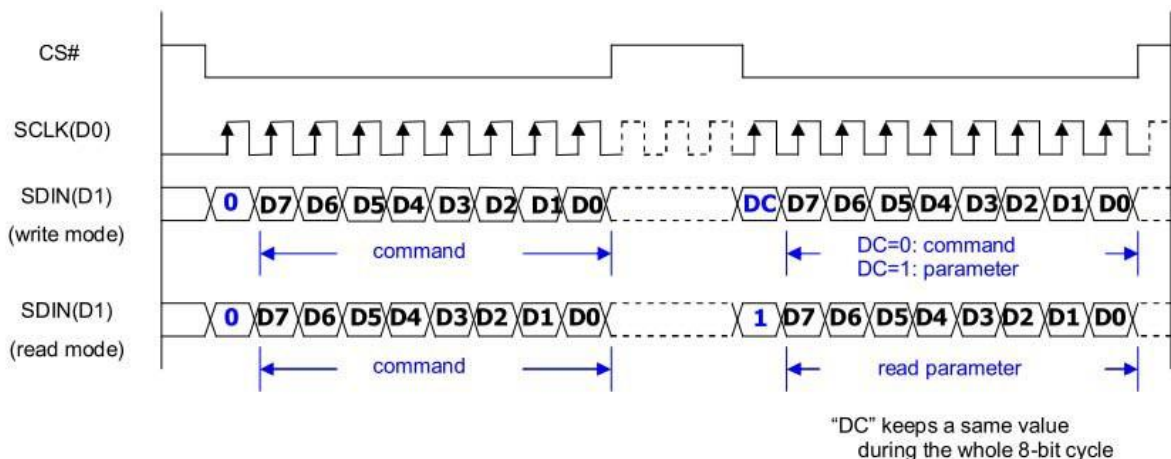 CS#
SCLK(D0)
SDIN(D1) 0 D7 D6 D5 D4 D3 D2 D1 D0 DC D7 D6 D5 D4 D3 D2 D1 D0
(write mode) command DC=0: command
DC=1: parameter
SDIN(D1) 0 D7 D6 D5 D4 D3 D2 D1 D0 1 D7 D6 D5 D4 D3 D2 D1 D0
(read mode) command read parameter
“DC” keeps a same value
during the whole 8-bit cycle